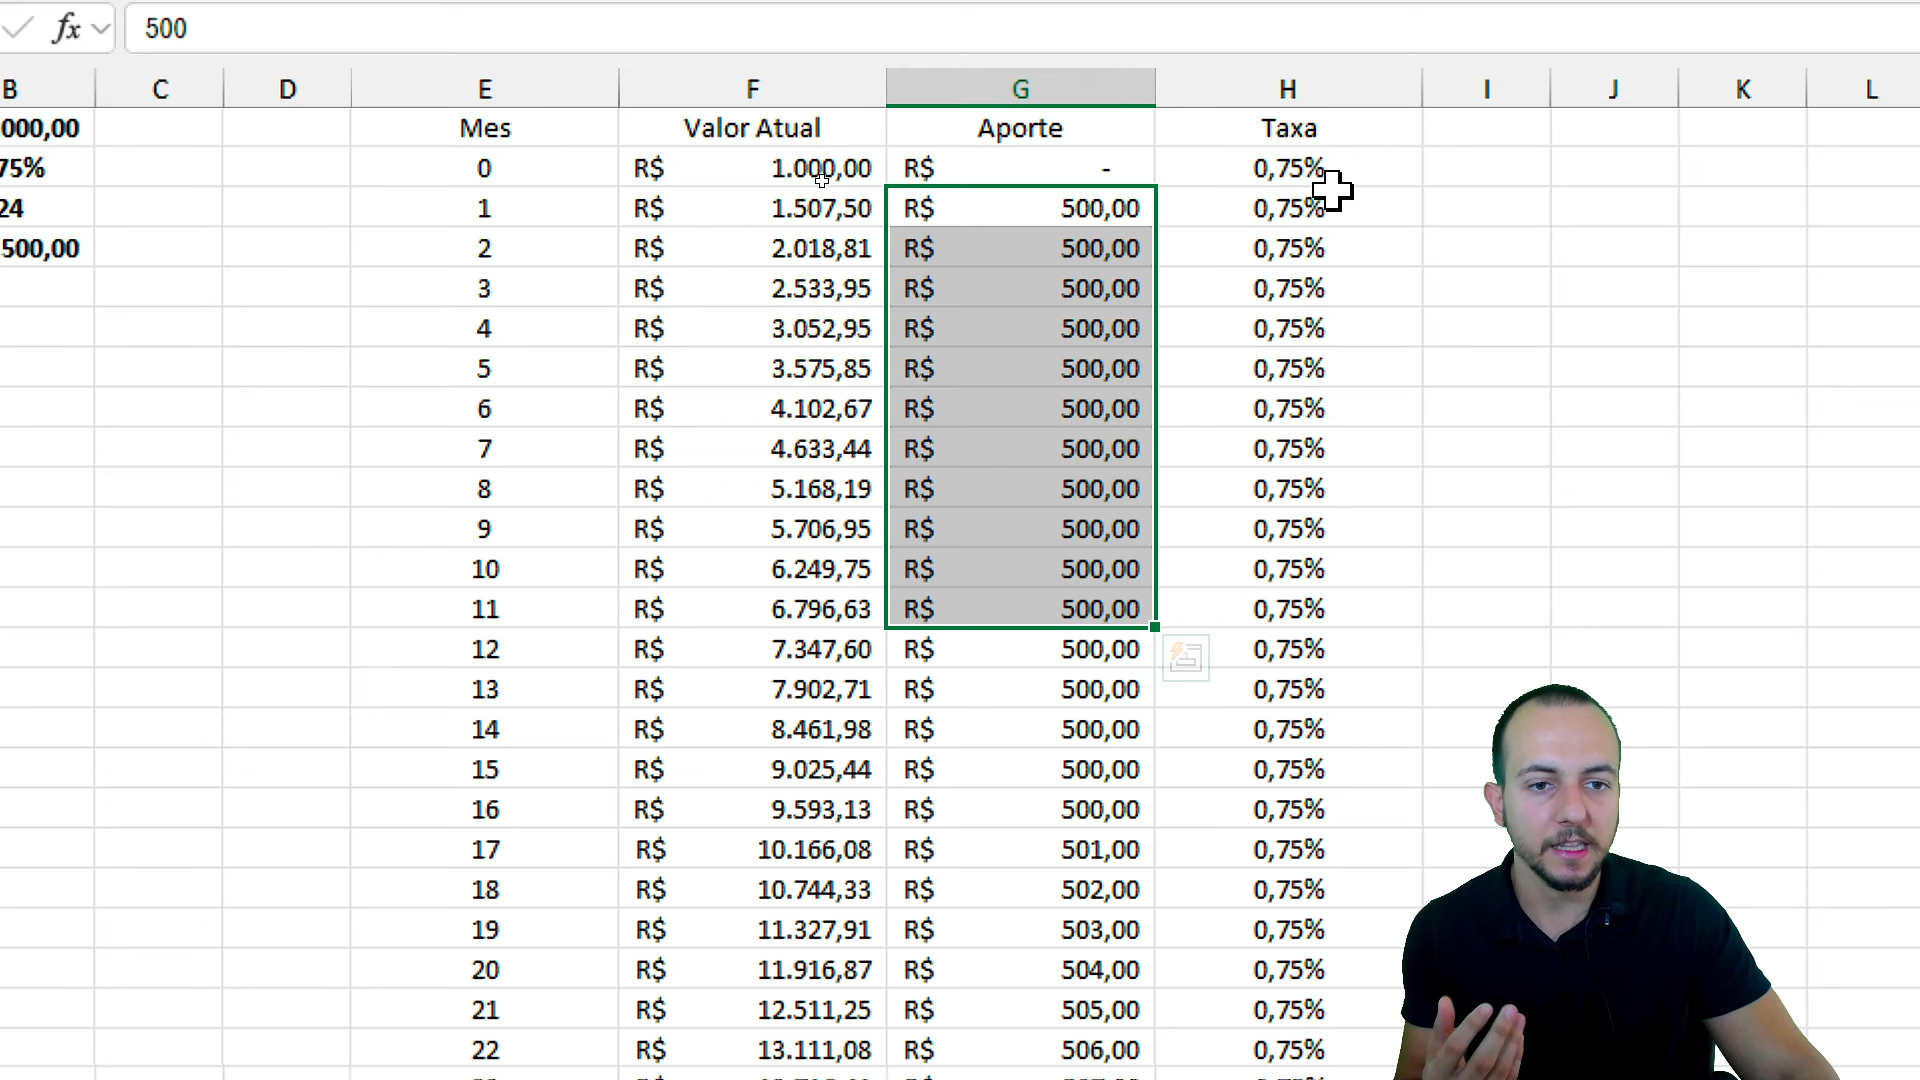 fx 500
B C D E F G H I J K L
000,00 Mes Valor Atual Aporte Taxa
75% 0 R$ 1.000,00 R$ - 0,75%
24 1 R$ 1.507,50 R$ 500,00 0,75%
500,00 2 R$ 2.018,81 R$ 500,00 0,75%
3 R$ 2.533,95 R$ 500,00 0,75%
4 R$ 3.052,95 R$ 500,00 0,75%
5 R$ 3.575,85 R$ 500,00 0,75%
6 R$ 4.102,67 R$ 500,00 0,75%
7 R$ 4.633,44 R$ 500,00 0,75%
8 R$ 5.168,19 R$ 500,00 0,75%
9 R$ 5.706,95 R$ 500,00 0,75%
10 R$ 6.249,75 R$ 500,00 0,75%
11 R$ 6.796,63 R$ 500,00 0,75%
12 R$ 7.347,60 R$ 500,00 0,75%
13 R$ 7.902,71 R$ 500,00 0,75%
14 R$ 8.461,98 R$ 500,00 0,75%
15 R$ 9.025,44 R$ 500,00 0,75%
16 R$ 9.593,13 R$ 500,00 0,75%
17 R$ 10.166,08 R$ 501,00 0,75%
18 R$ 10.744,33 R$ 502,00 0,75%
19 R$ 11.327,91 R$ 503,00 0,75%
20 R$ 11.916,87 R$ 504,00 0,75%
21 R$ 12.511,25 R$ 505,00 0,75%
22 R$ 13.111,08 R$ 506,00 0,75%